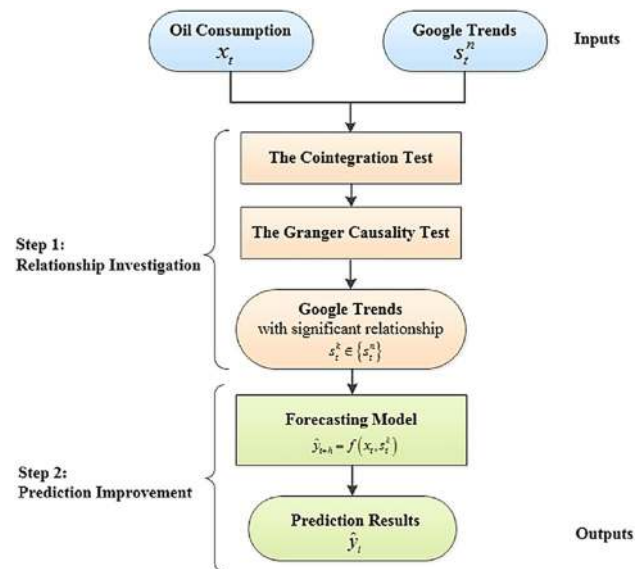 Oil Consumption
x_t
Google Trends
s_t^n
Inputs
The Cointegration Test
The Granger Causality Test
Step 1:
Relationship Investigation
Google Trends
with significant relationship
s_t^k ∈ {s_t^n}
Forecasting Model
ŷ_{t+h} = f(x_t, s_t^k)
Step 2:
Prediction Improvement
Prediction Results
ŷ_t
Outputs